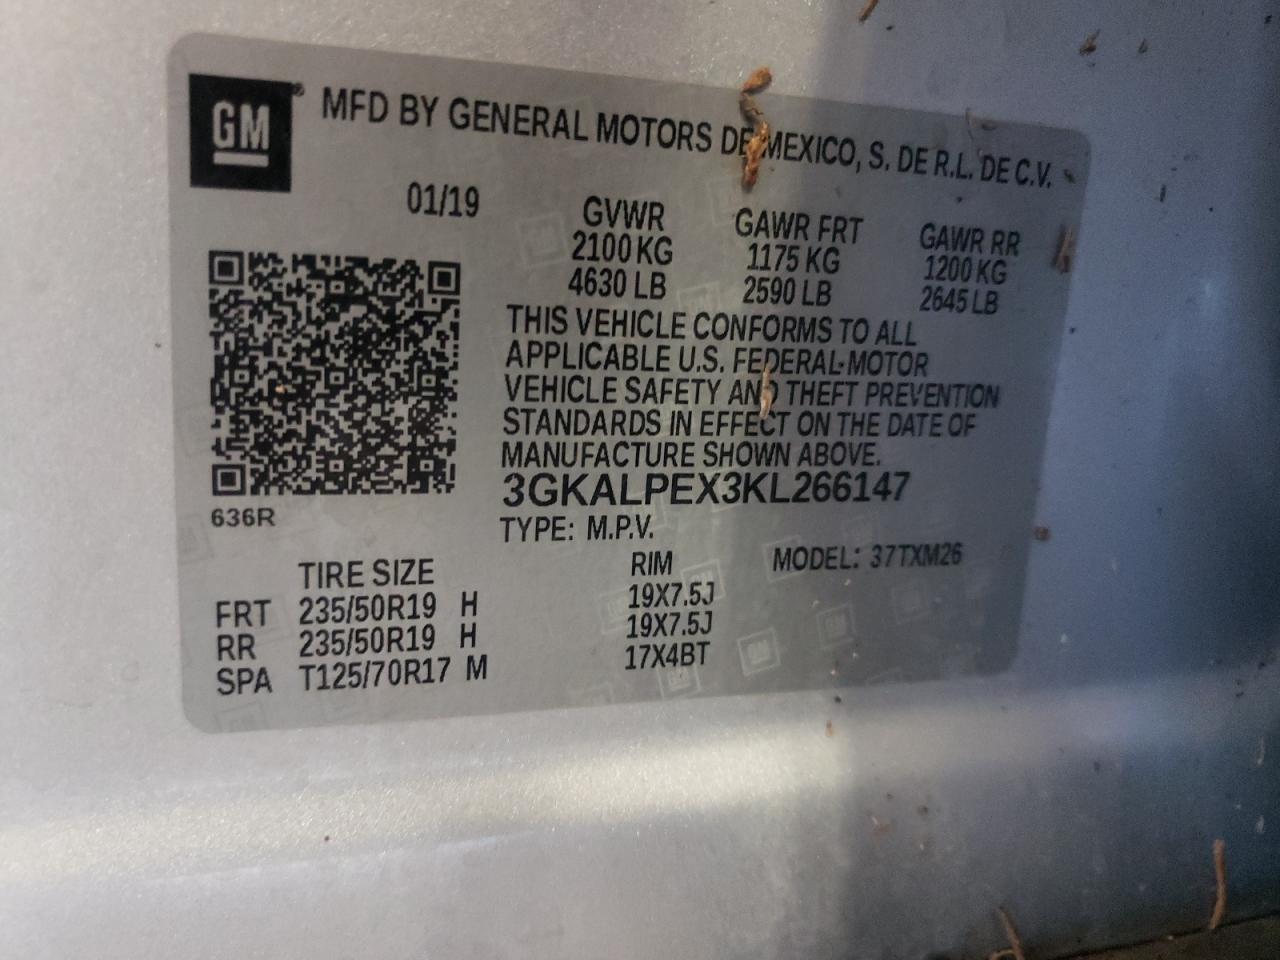 GM® MFD BY GENERAL MOTORS DE MEXICO, S. DE R.L. DE C.V.
01/19 GVWR GAWR FRT GAWR RR
2100 KG 1175 KG 1200 KG
4630 LB 2590 LB 2645 LB
THIS VEHICLE CONFORMS TO ALL
APPLICABLE U.S. FEDERAL MOTOR
VEHICLE SAFETY AND THEFT PREVENTION
STANDARDS IN EFFECT ON THE DATE OF
MANUFACTURE SHOWN ABOVE.
3GKALPEX3KL266147
636R
TYPE: M.P.V.
TIRE SIZE RIM MODEL: 37TXM26
FRT 235/50R19 H 19X7.5J
RR 235/50R19 H 19X7.5J
SPA T125/70R17 M 17X4BT